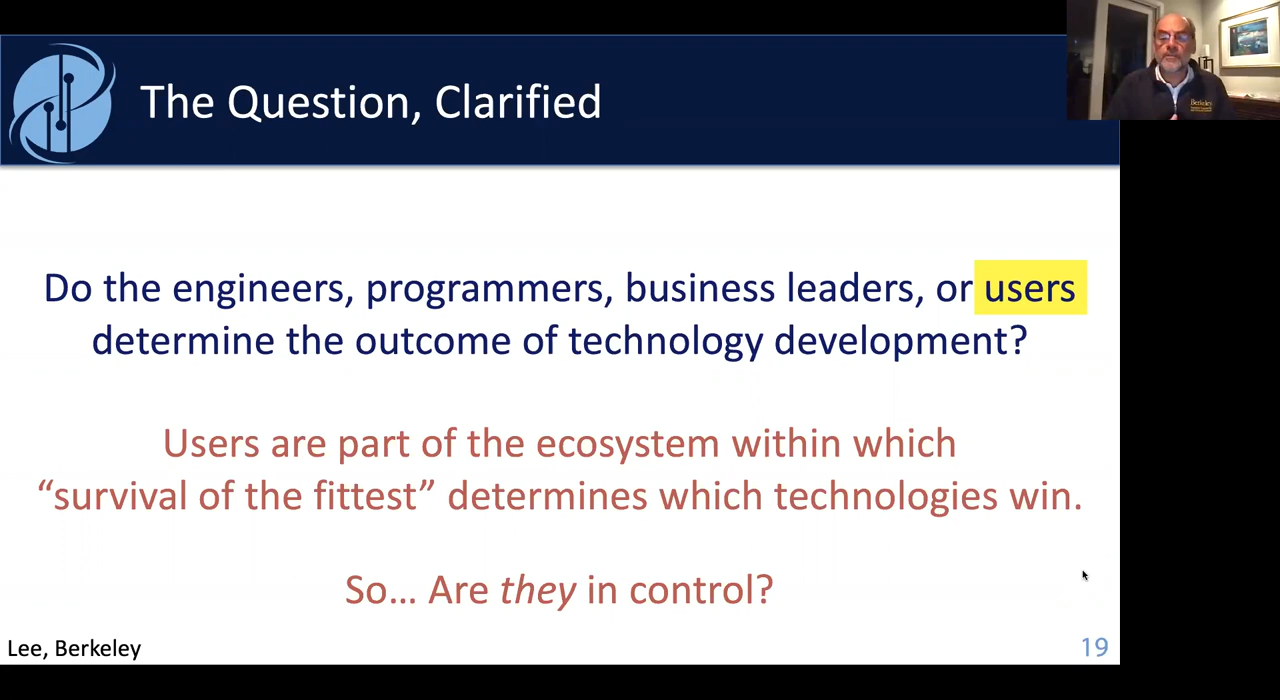 The Question, Clarified
Berkeley
Do the engineers, programmers, business leaders, or users
determine the outcome of technology development?
Users are part of the ecosystem within which
“survival of the fittest” determines which technologies win.
So... Are they in control?
Lee, Berkeley
19